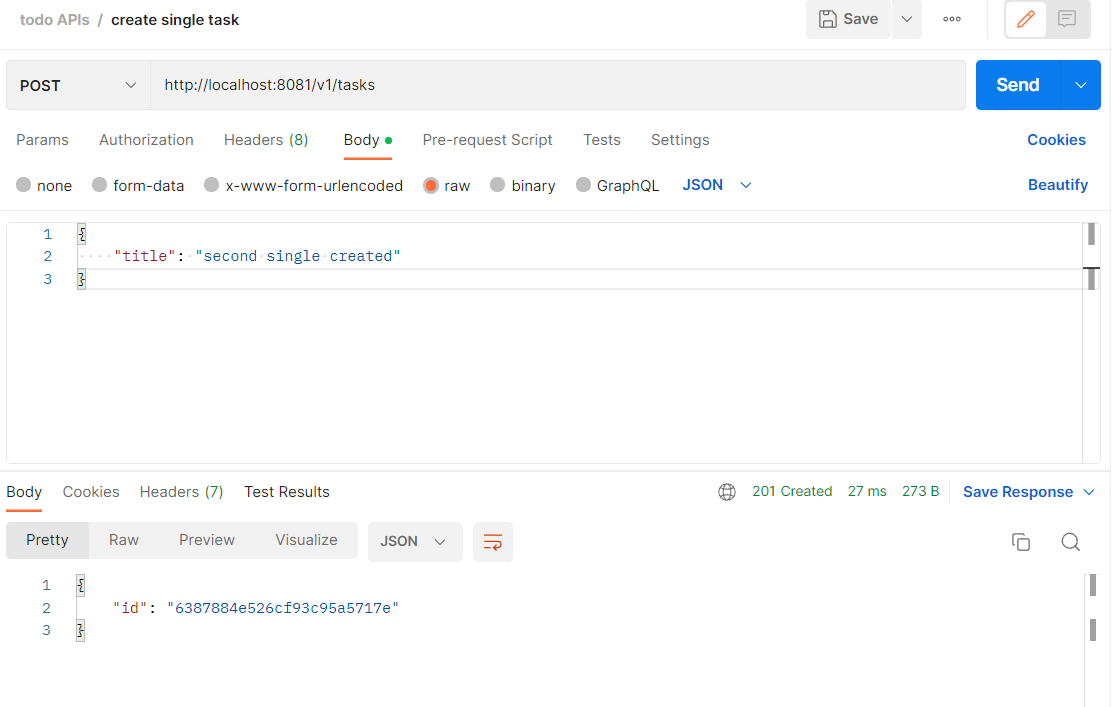 todo APIs / create single task
Save
POST
http://localhost:8081/v1/tasks
Send
Params Authorization Headers (8) Body Pre-request Script Tests Settings Cookies
none form-data x-www-form-urlencoded raw binary GraphQL JSON Beautify
1 {
2 ····"title":·"second·single·created"
3 }
Body Cookies Headers (7) Test Results 201 Created 27 ms 273 B Save Response
Pretty Raw Preview Visualize JSON
1 {
2 "id": "6387884e526cf93c95a5717e"
3 }